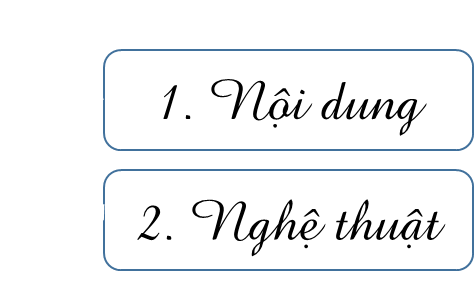 1. Nội dung
2. Nghệ thuật